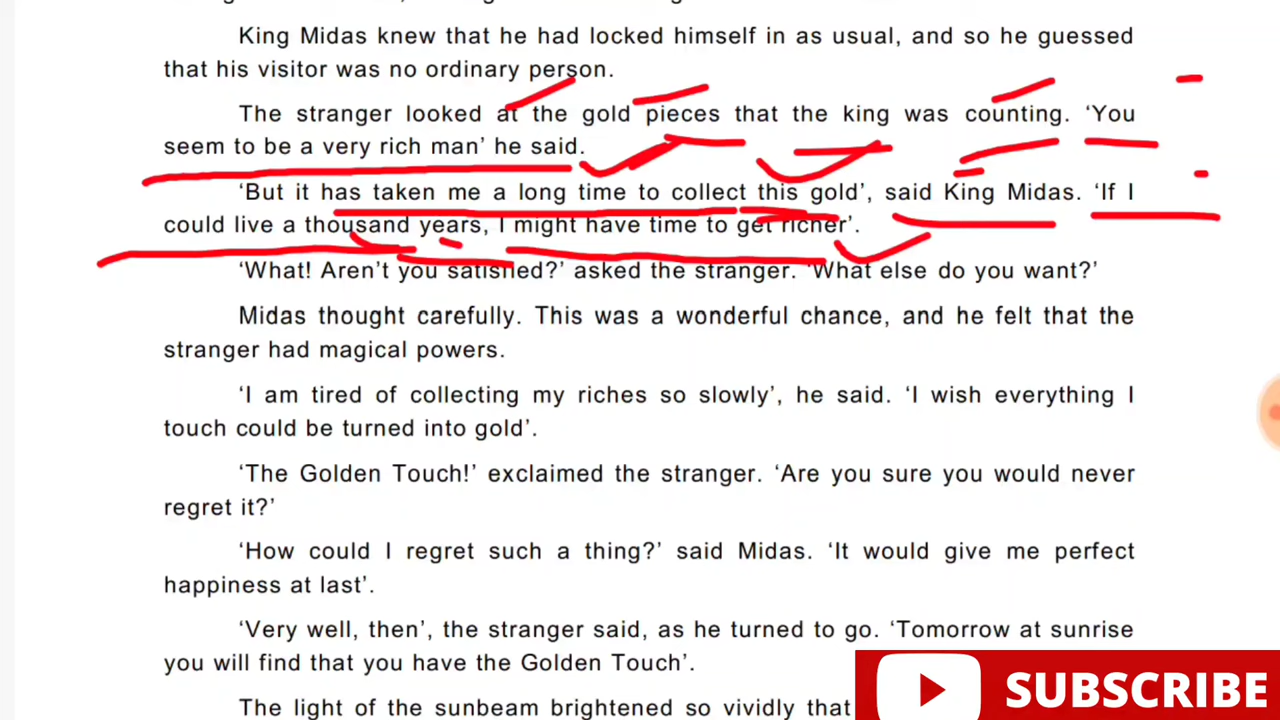 King Midas knew that he had locked himself in as usual, and so he guessed
that his visitor was no ordinary person.
The stranger looked at the gold pieces that the king was counting. ‘You
seem to be a very rich man’ he said.
‘But it has taken me a long time to collect this gold’, said King Midas. ‘If I
could live a thousand years, I might have time to get richer’.
‘What! Aren’t you satisfied?’ asked the stranger. ‘What else do you want?’
Midas thought carefully. This was a wonderful chance, and he felt that the
stranger had magical powers.
‘I am tired of collecting my riches so slowly’, he said. ‘I wish everything I
touch could be turned into gold’.
‘The Golden Touch!’ exclaimed the stranger. ‘Are you sure you would never
regret it?’
‘How could I regret such a thing?’ said Midas. ‘It would give me perfect
happiness at last’.
‘Very well, then’, the stranger said, as he turned to go. ‘Tomorrow at sunrise
you will find that you have the Golden Touch’.
The light of the sunbeam brightened so vividly that
SUBSCRIBE